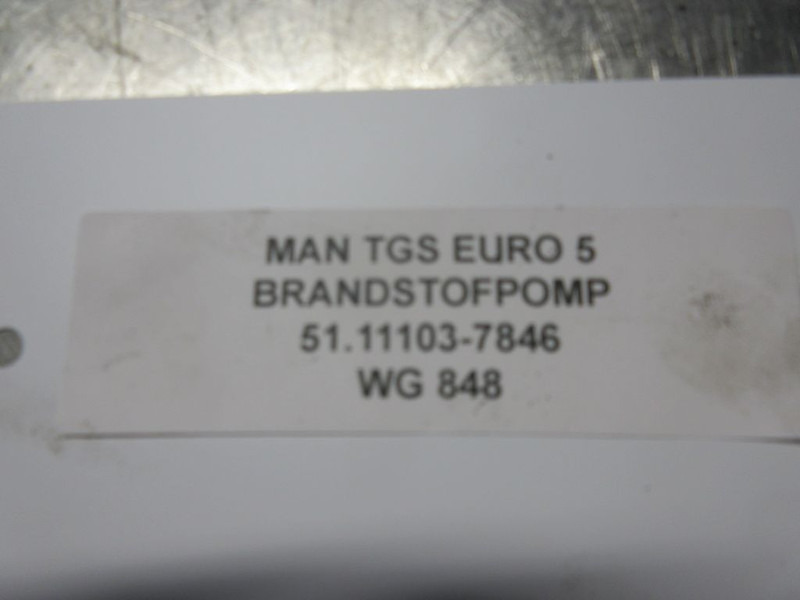 MAN TGS EURO 5
BRANDSTOFPOMP
51.11103-7846
WG 848